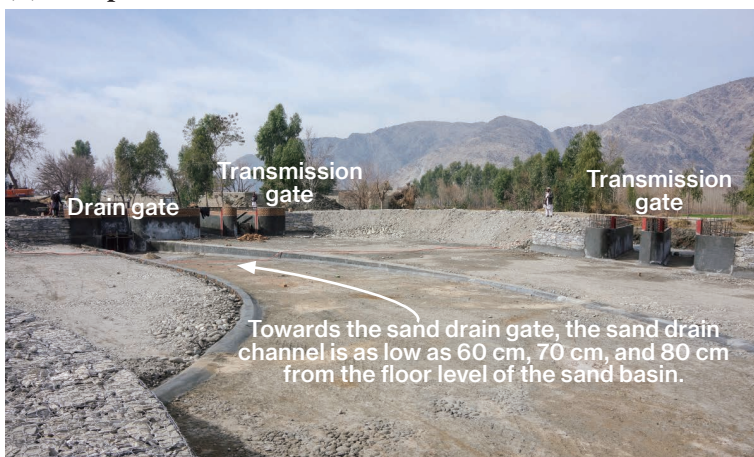 Drain gate
Transmission
gate
Transmission
gate
Towards the sand drain gate, the sand drain
channel is as low as 60 cm, 70 cm, and 80 cm
from the floor level of the sand basin.